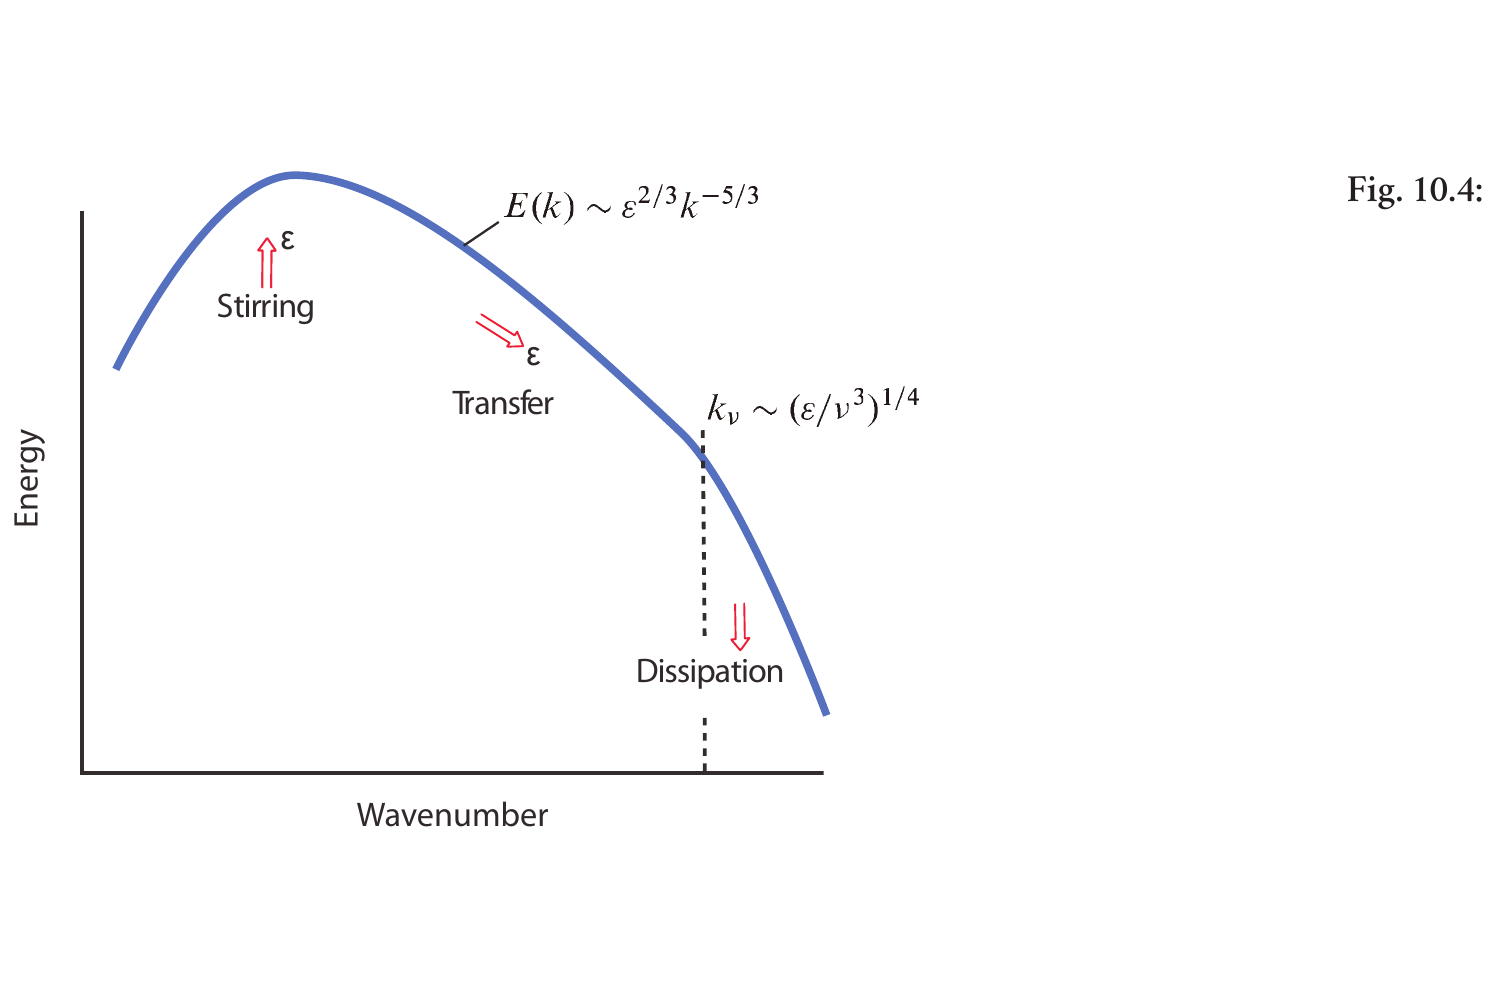 Fig. 10.4:
E(k) ∼ ε^{2/3}k^{−5/3}
ε
Stirring
ε
Transfer
k_ν ∼ (ε/ν^3)^{1/4}
Energy
Dissipation
Wavenumber